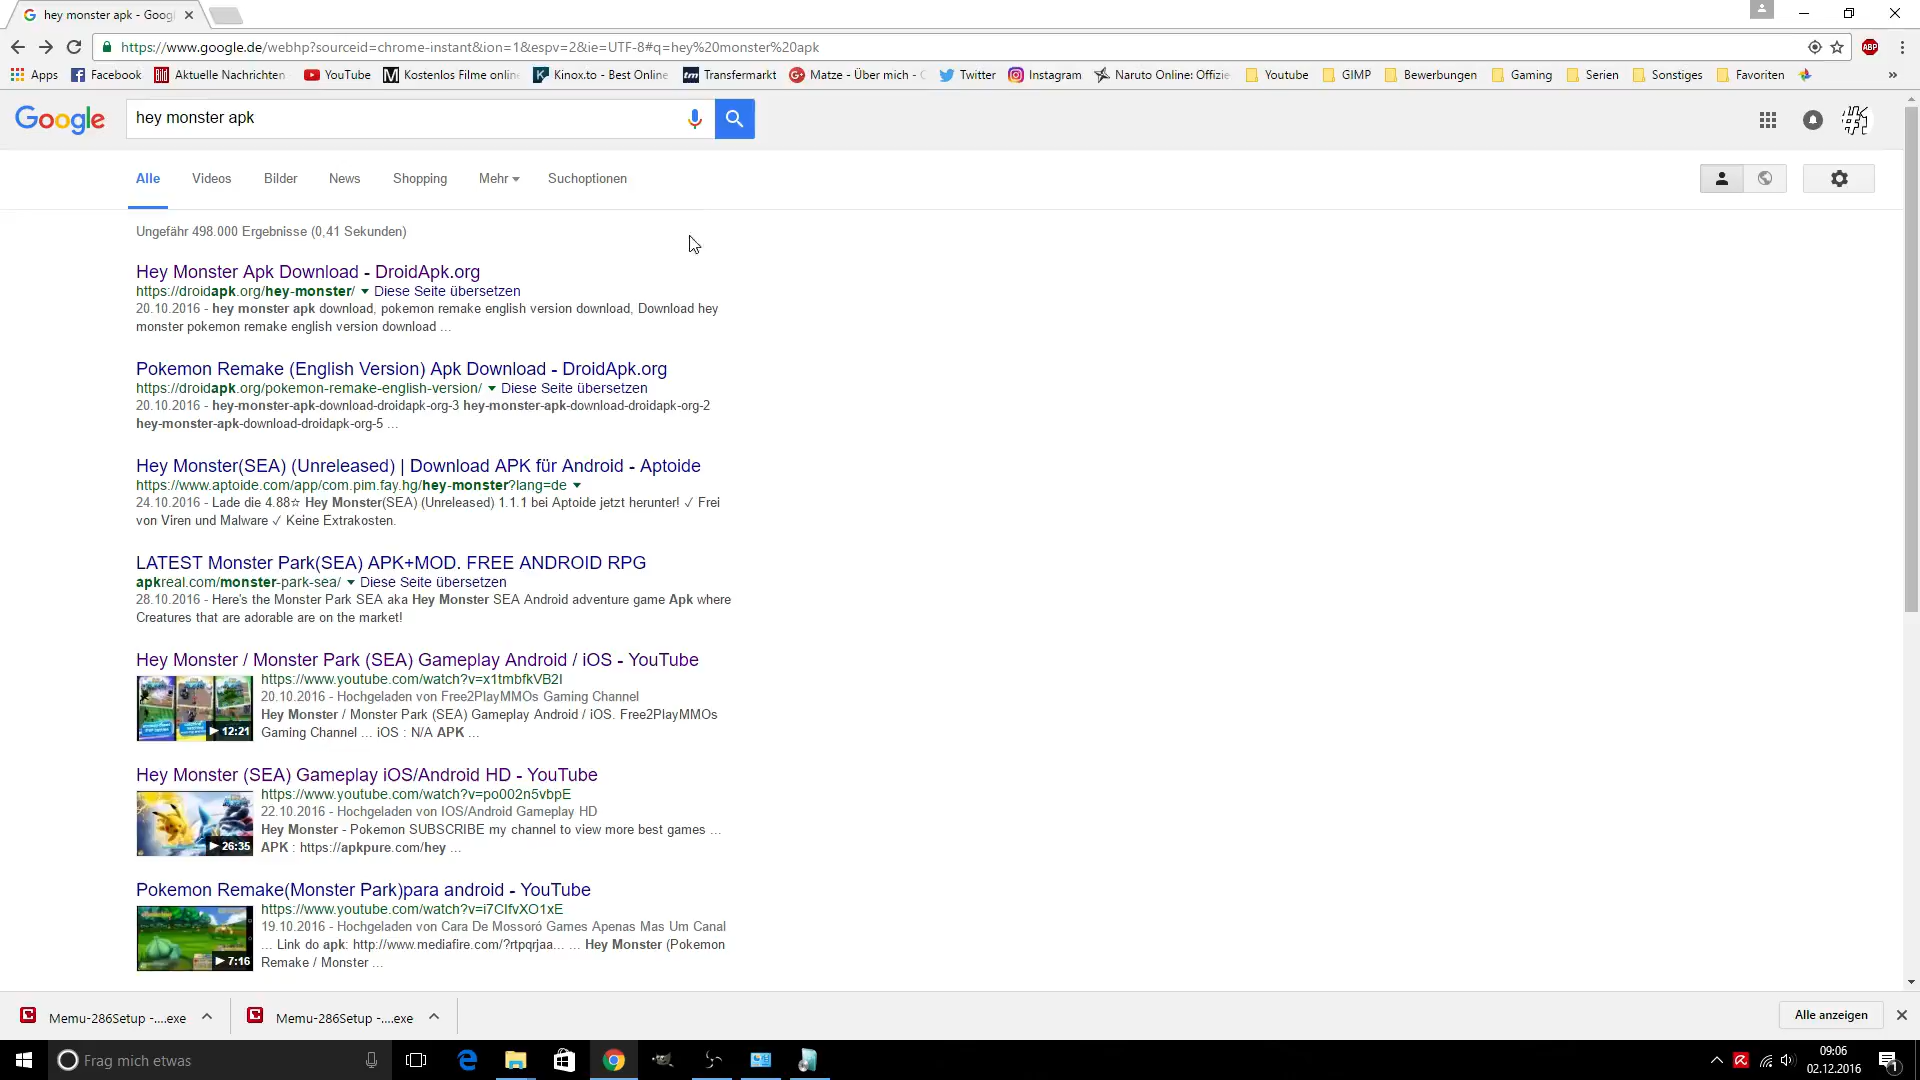 hey monster apk - Goog
https://www.google.de/webhp?sourceid=chrome-instant&ion=1&espv=2&ie=UTF-8#q=hey%20monster%20apk
ABP
Apps Facebook Aktuelle Nachrichten YouTube Kostenlos Filme online Kinox.to - Best Online Transfermarkt Matze - Über mich - Twitter Instagram Naruto Online: Offizie Youtube GIMP Bewerbungen Gaming Serien Sonstiges Favoriten »
Google hey monster apk
Alle Videos Bilder News Shopping Mehr Suchoptionen
Ungefähr 498.000 Ergebnisse (0,41 Sekunden)
Hey Monster Apk Download - DroidApk.org
https://droidapk.org/hey-monster/ Diese Seite übersetzen
20.10.2016 - hey monster apk download, pokemon remake english version download, Download hey
monster pokemon remake english version download ...
Pokemon Remake (English Version) Apk Download - DroidApk.org
https://droidapk.org/pokemon-remake-english-version/ Diese Seite übersetzen
20.10.2016 - hey-monster-apk-download-droidapk-org-3 hey-monster-apk-download-droidapk-org-2
hey-monster-apk-download-droidapk-org-5 ...
Hey Monster(SEA) (Unreleased) | Download APK für Android - Aptoide
https://www.aptoide.com/app/com.pim.fay.hg/hey-monster?lang=de
24.10.2016 - Lade die 4.88☆ Hey Monster(SEA) (Unreleased) 1.1.1 bei Aptoide jetzt herunter! ✓ Frei
von Viren und Malware ✓ Keine Extrakosten.
LATEST Monster Park(SEA) APK+MOD. FREE ANDROID RPG
apkreal.com/monster-park-sea/ Diese Seite übersetzen
28.10.2016 - Here's the Monster Park SEA aka Hey Monster SEA Android adventure game Apk where
Creatures that are adorable are on the market!
Hey Monster / Monster Park (SEA) Gameplay Android / iOS - YouTube
https://www.youtube.com/watch?v=x1tmbfkVB2I
20.10.2016 - Hochgeladen von Free2PlayMMOs Gaming Channel
Hey Monster / Monster Park (SEA) Gameplay Android / iOS. Free2PlayMMOs
Gaming Channel ... iOS : N/A APK ...
12:21
Hey Monster (SEA) Gameplay iOS/Android HD - YouTube
https://www.youtube.com/watch?v=po002n5vbpE
22.10.2016 - Hochgeladen von IOS/Android Gameplay HD
Hey Monster - Pokemon SUBSCRIBE my channel to view more best games ...
APK : https://apkpure.com/hey ...
26:35
Pokemon Remake(Monster Park)para android - YouTube
https://www.youtube.com/watch?v=i7CIfvXO1xE
19.10.2016 - Hochgeladen von Cara De Mossoró Games Apenas Mas Um Canal
... Link do apk: http://www.mediafire.com/?rtpqrjaa... ... Hey Monster (Pokemon
Remake / Monster ...
7:16
Memu-286Setup -....exe Memu-286Setup -....exe Alle anzeigen
Frag mich etwas
09:06
02.12.2016
1